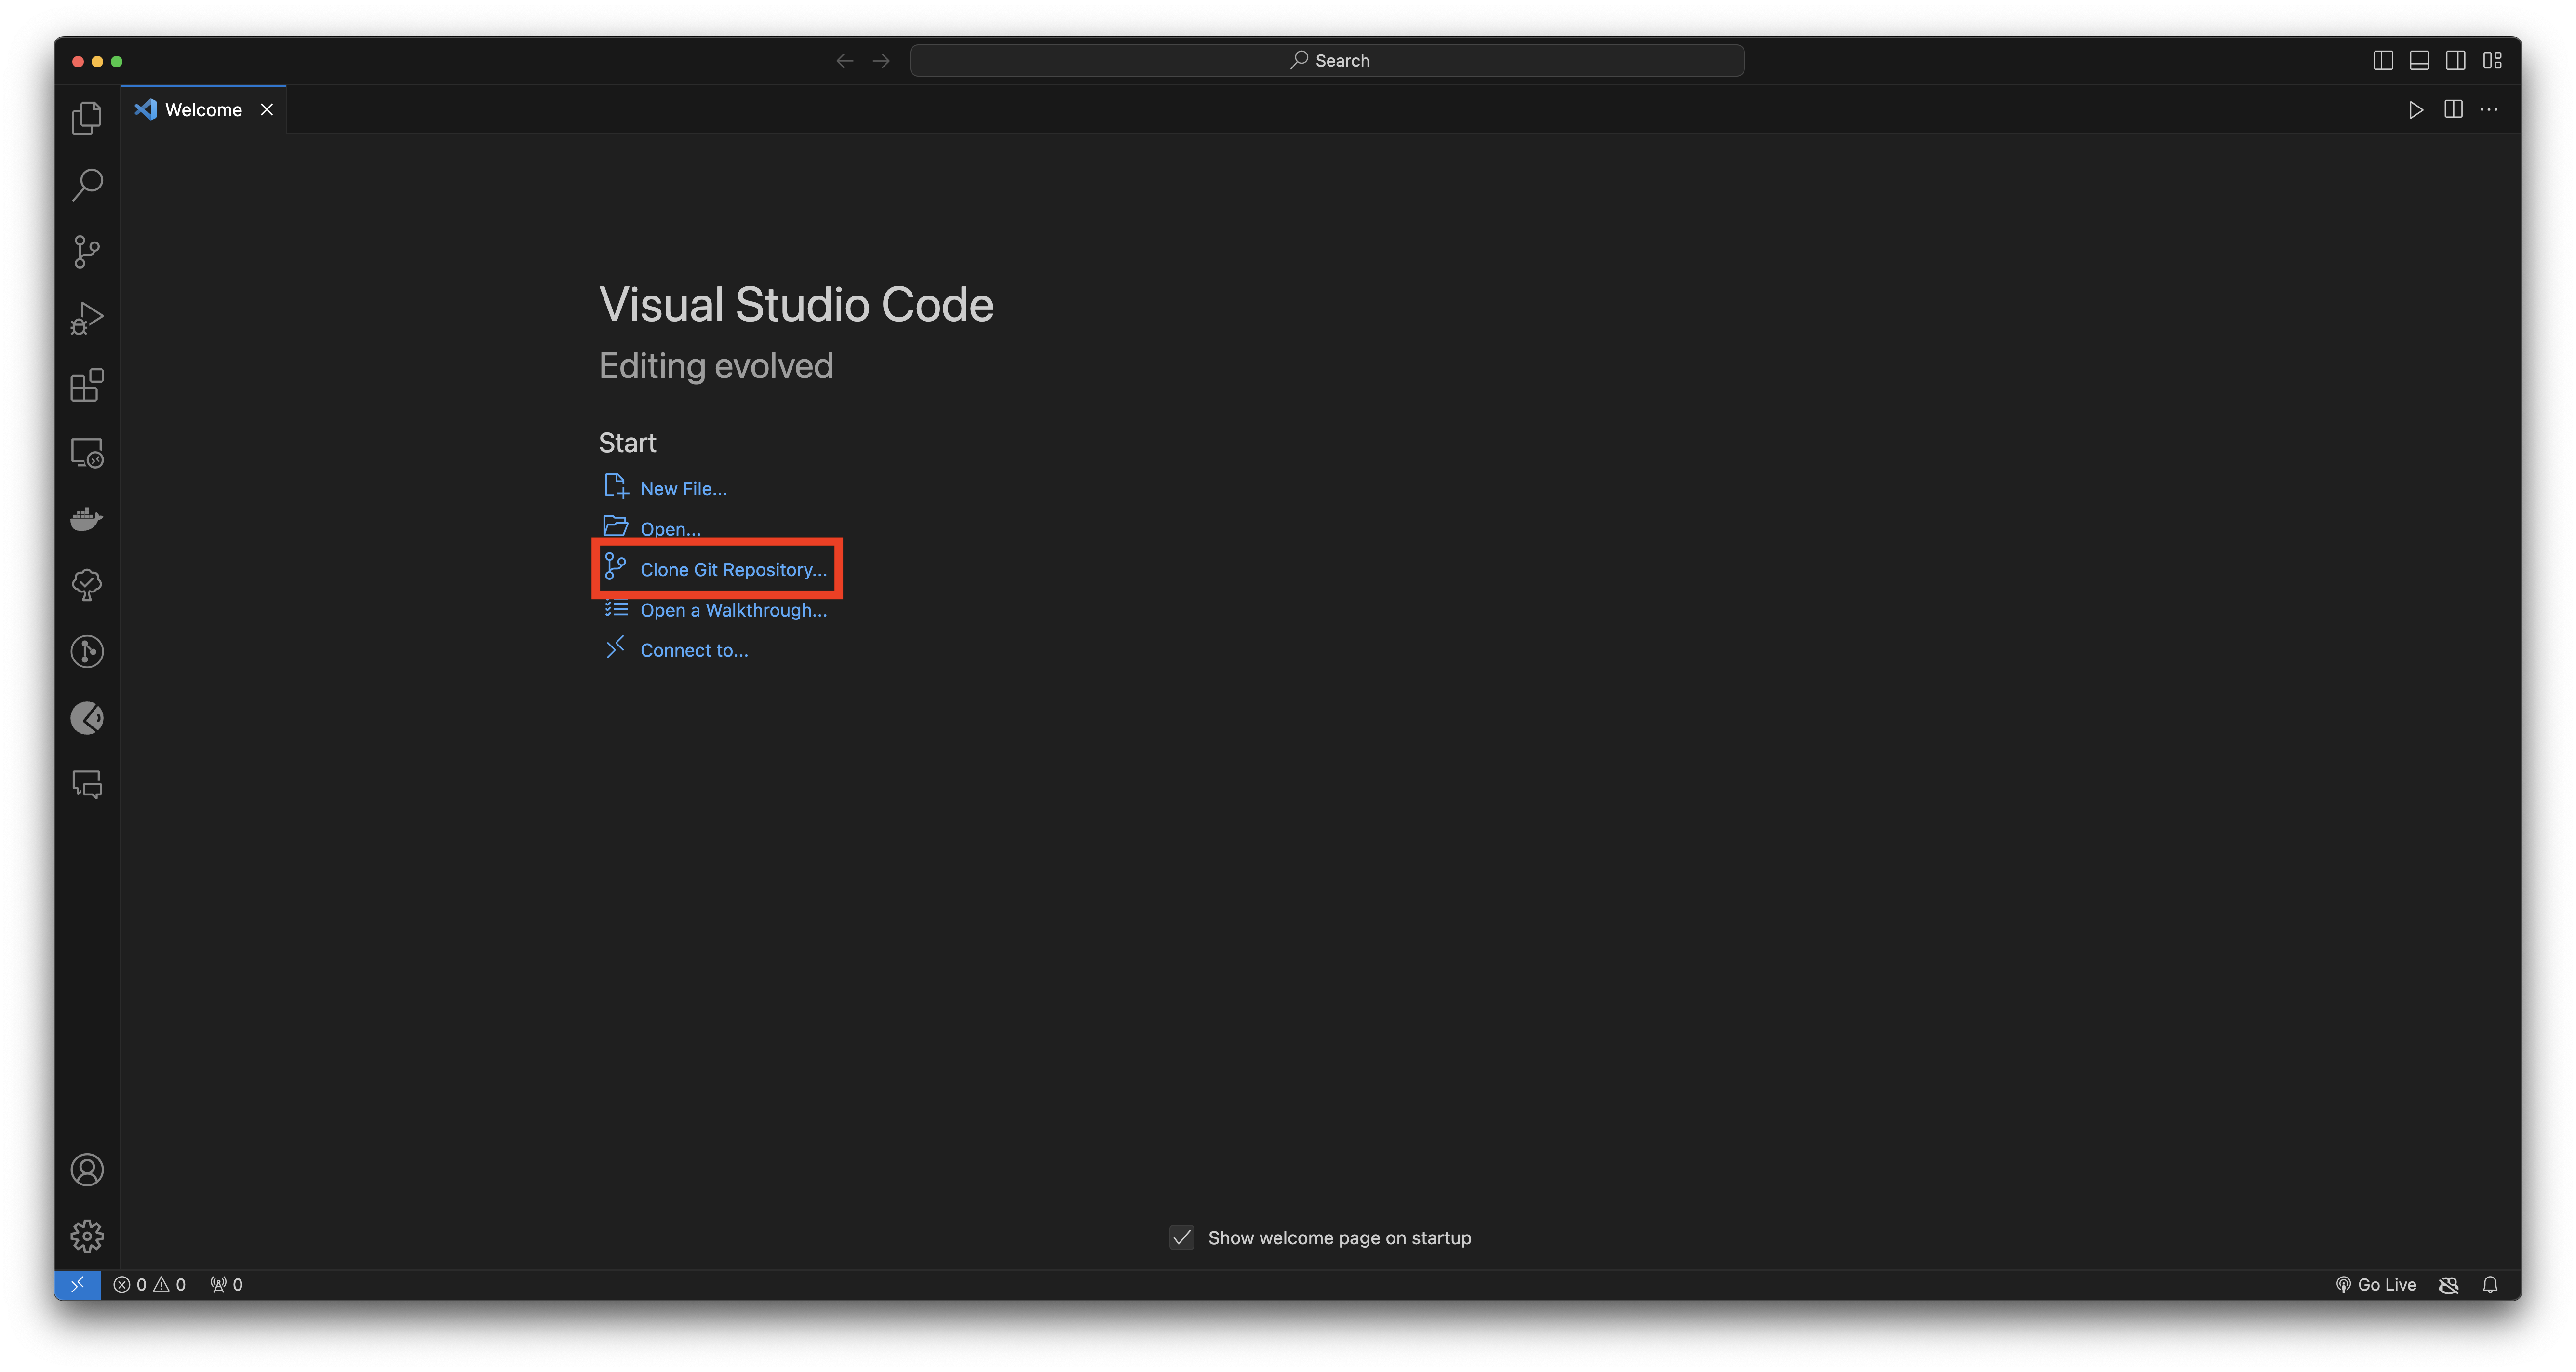 Search
Welcome
Visual Studio Code
Editing evolved
Start
New File...
Open...
Clone Git Repository...
Open a Walkthrough...
Connect to...
Show welcome page on startup
0 0 0
Go Live